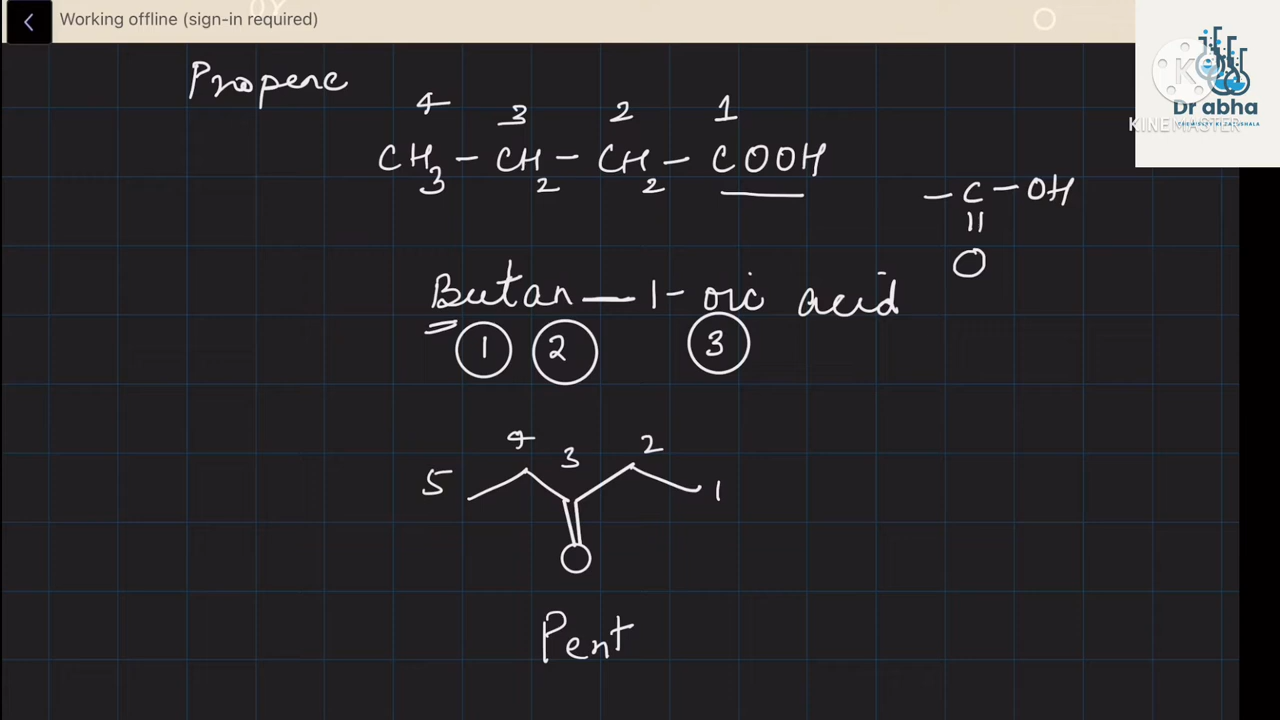 Working offline (sign-in required)
Dr abha
KINEMASTER
Propene
4 3 2 1
CH3 - CH2 - CH2 - COOH
- C - OH
||
O
Butan — 1 - oic acid
1 2 3
5 4 3 2 1
O
Pent